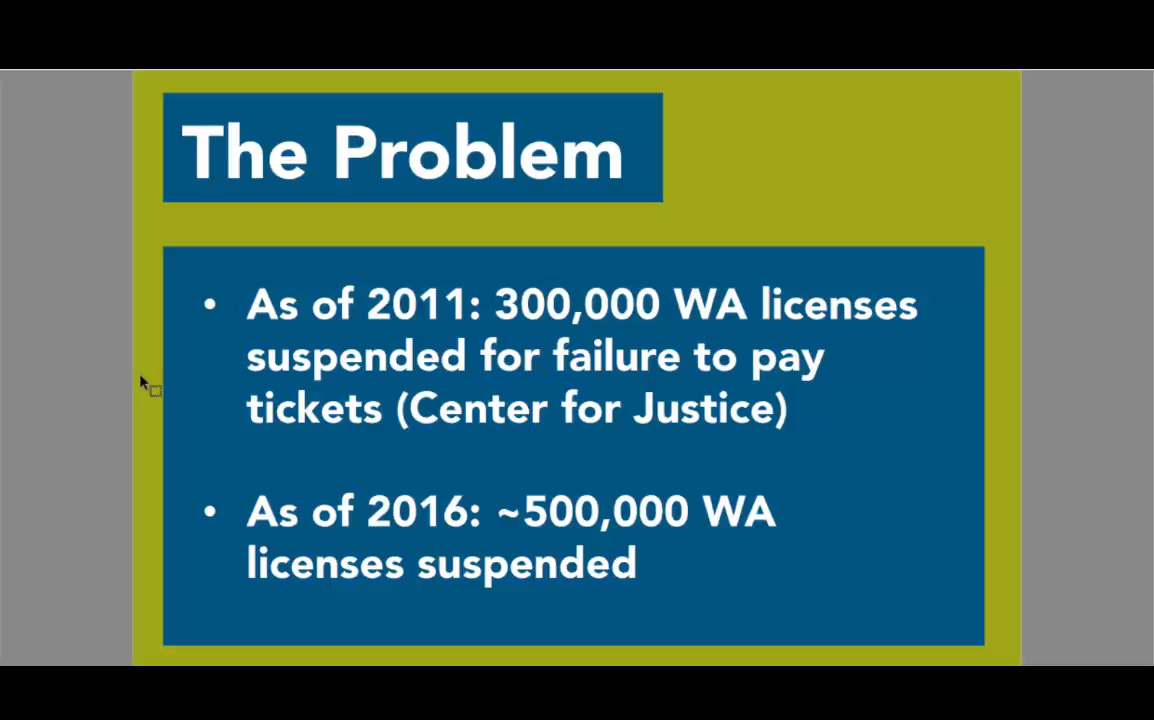 The Problem
• As of 2011: 300,000 WA licenses
suspended for failure to pay
tickets (Center for Justice)
• As of 2016: ~500,000 WA
licenses suspended